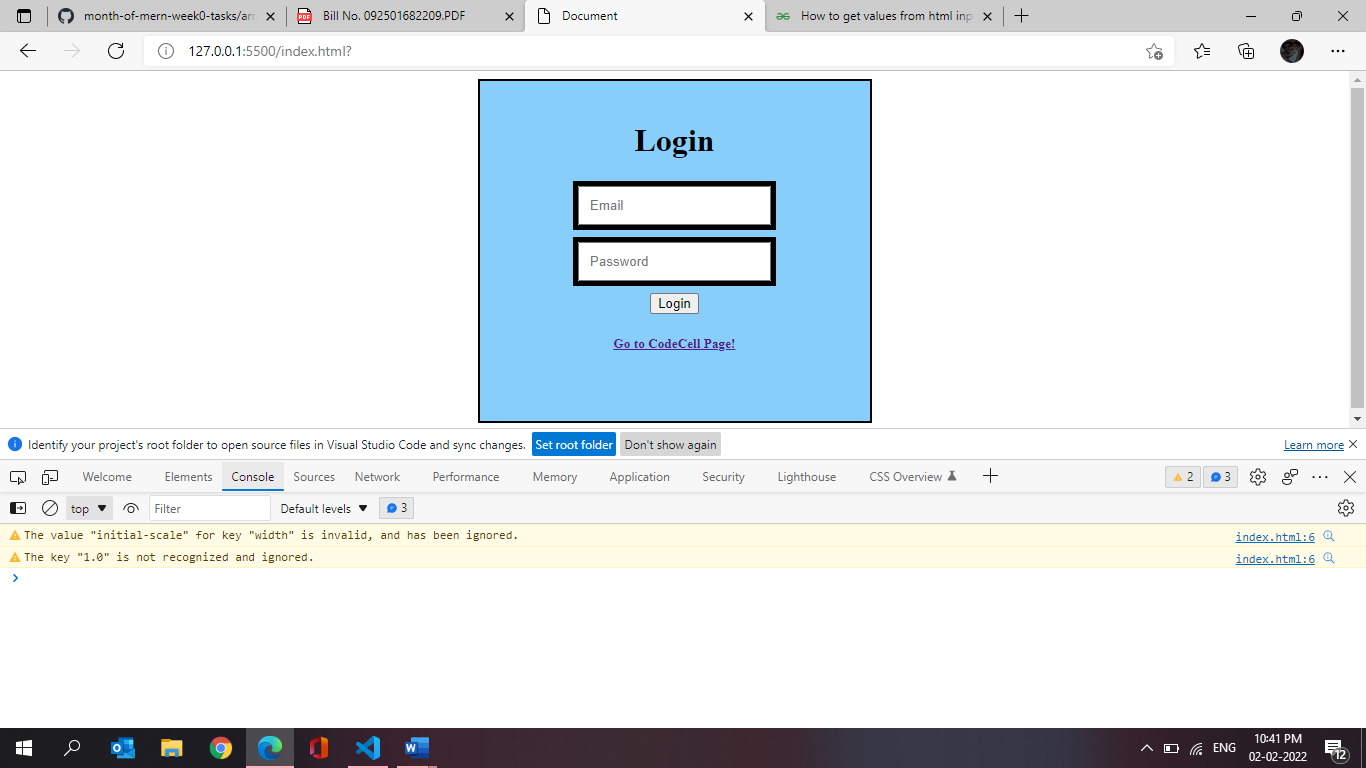 month-of-mern-week0-tasks/arr
Bill No. 092501682209.PDF
Document
How to get values from html inp
127.0.0.1:5500/index.html?
Login
Email
Password
Login
Go to CodeCell Page!
Identify your project's root folder to open source files in Visual Studio Code and sync changes. Set root folder Don't show again Learn more
Welcome Elements Console Sources Network Performance Memory Application Security Lighthouse CSS Overview 2 3
top Filter Default levels 3
The value "initial-scale" for key "width" is invalid, and has been ignored. index.html:6
The key "1.0" is not recognized and ignored. index.html:6
ENG
10:41 PM
02-02-2022
12